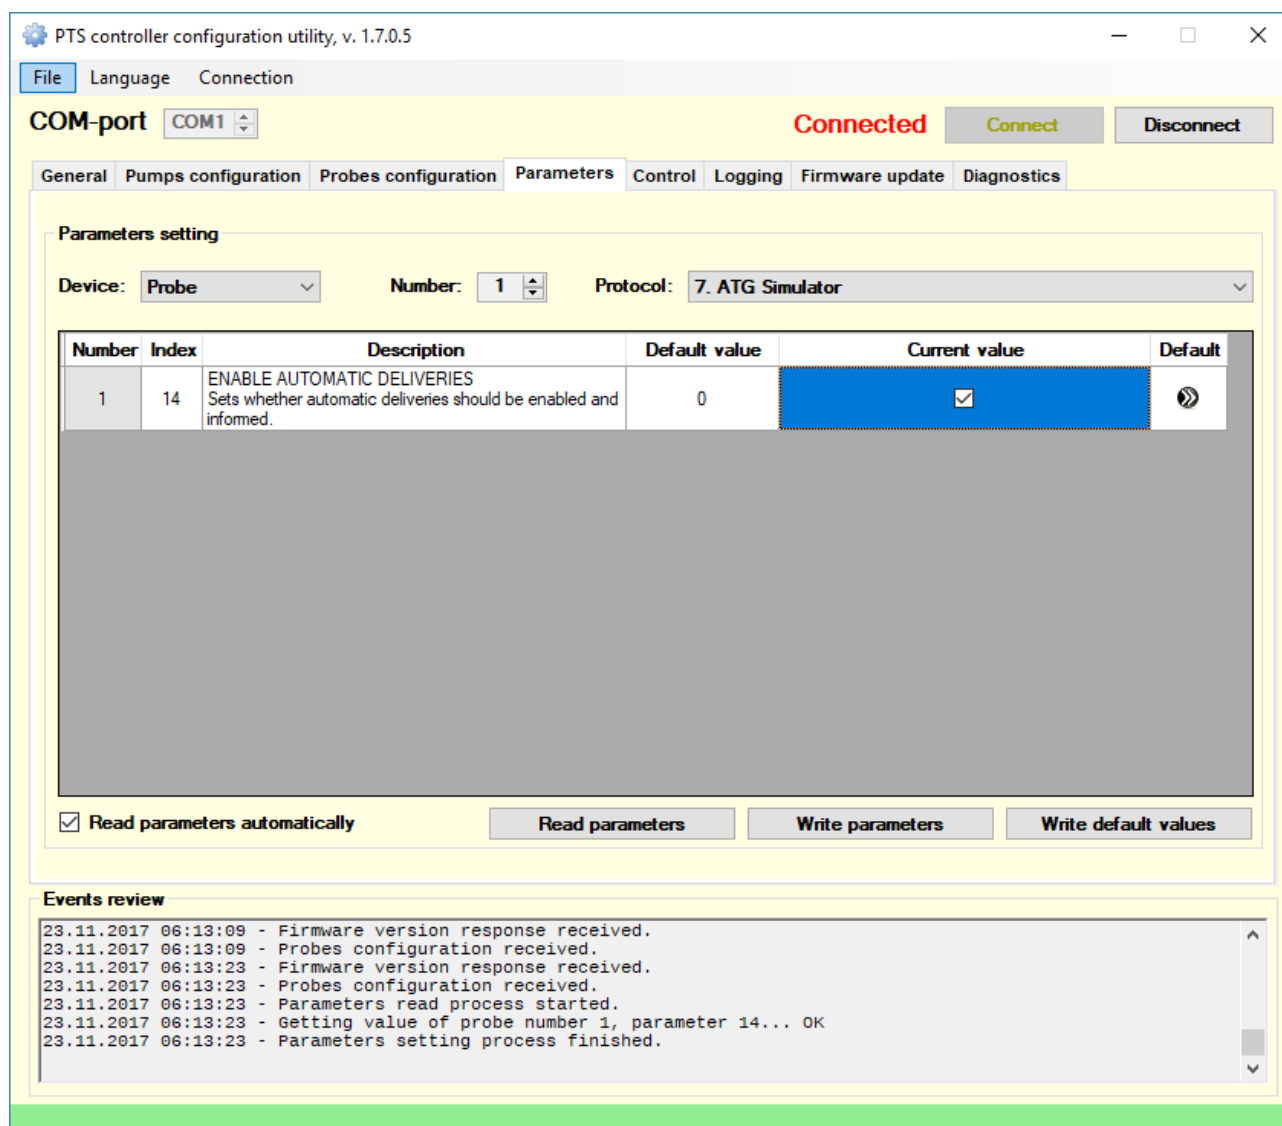 PTS controller configuration utility, v. 1.7.0.5
File Language Connection
COM-port COM1 Connected Connect Disconnect
General Pumps configuration Probes configuration Parameters Control Logging Firmware update Diagnostics
Parameters setting
Device: Probe Number: 1 Protocol: 7. ATG Simulator
Number Index Description Default value Current value Default
1 14 ENABLE AUTOMATIC DELIVERIES 0
Sets whether automatic deliveries should be enabled and
informed.
Read parameters automatically Read parameters Write parameters Write default values
Events review
23.11.2017 06:13:09 - Firmware version response received.
23.11.2017 06:13:09 - Probes configuration received.
23.11.2017 06:13:23 - Firmware version response received.
23.11.2017 06:13:23 - Probes configuration received.
23.11.2017 06:13:23 - Parameters read process started.
23.11.2017 06:13:23 - Getting value of probe number 1, parameter 14... OK
23.11.2017 06:13:23 - Parameters setting process finished.